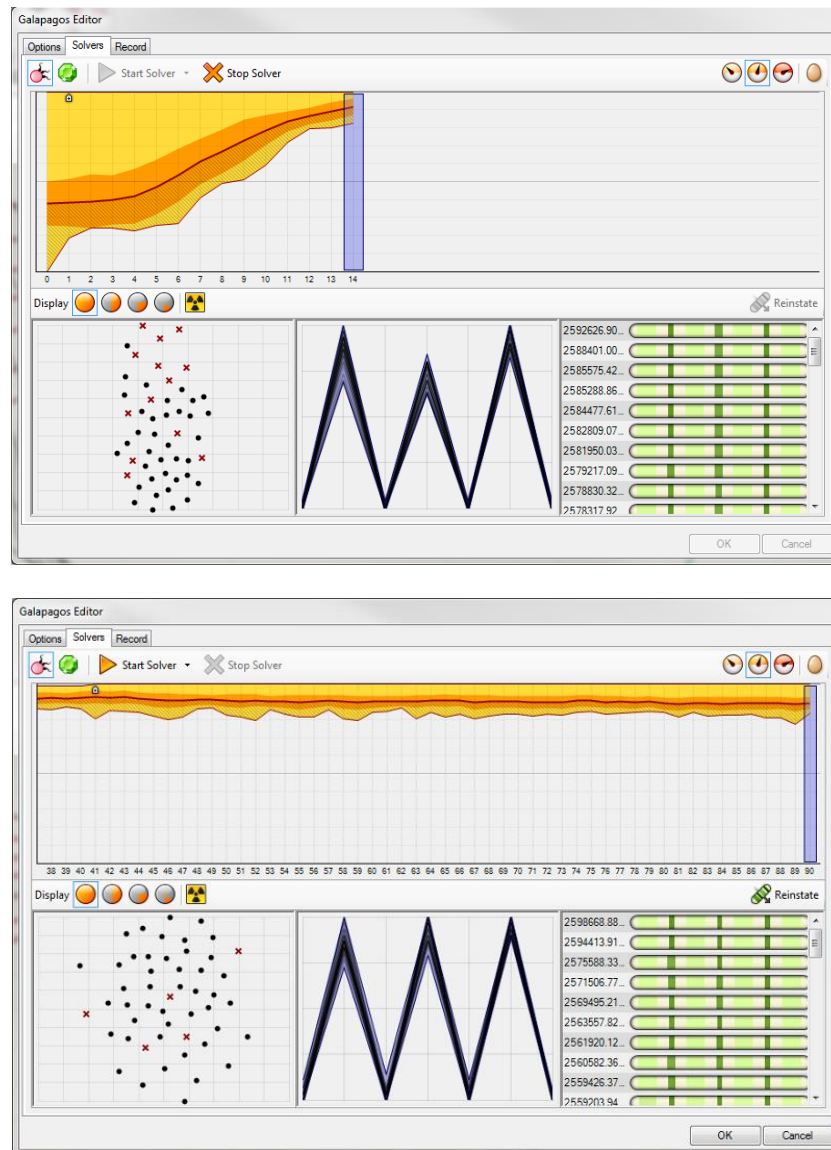 Galapagos Editor
Options Solvers Record
Start Solver Stop Solver
0 1 2 3 4 5 6 7 8 9 10 11 12 13 14
Display Reinstate
2592626.90...
2588401.00...
2585575.42...
2585288.86...
2584477.61...
2582809.07...
2581950.03...
2579217.09...
2578830.32...
2578317.92
OK Cancel
Galapagos Editor
Options Solvers Record
Start Solver Stop Solver
38 39 40 41 42 43 44 45 46 47 48 49 50 51 52 53 54 55 56 57 58 59 60 61 62 63 64 65 66 67 68 69 70 71 72 73 74 75 76 77 78 79 80 81 82 83 84 85 86 87 88 89 90
Display Reinstate
2598668.88...
2594413.91...
2575588.33...
2571506.77...
2569495.21...
2563557.82...
2561920.12...
2560582.36...
2559426.37...
2559203.94
OK Cancel